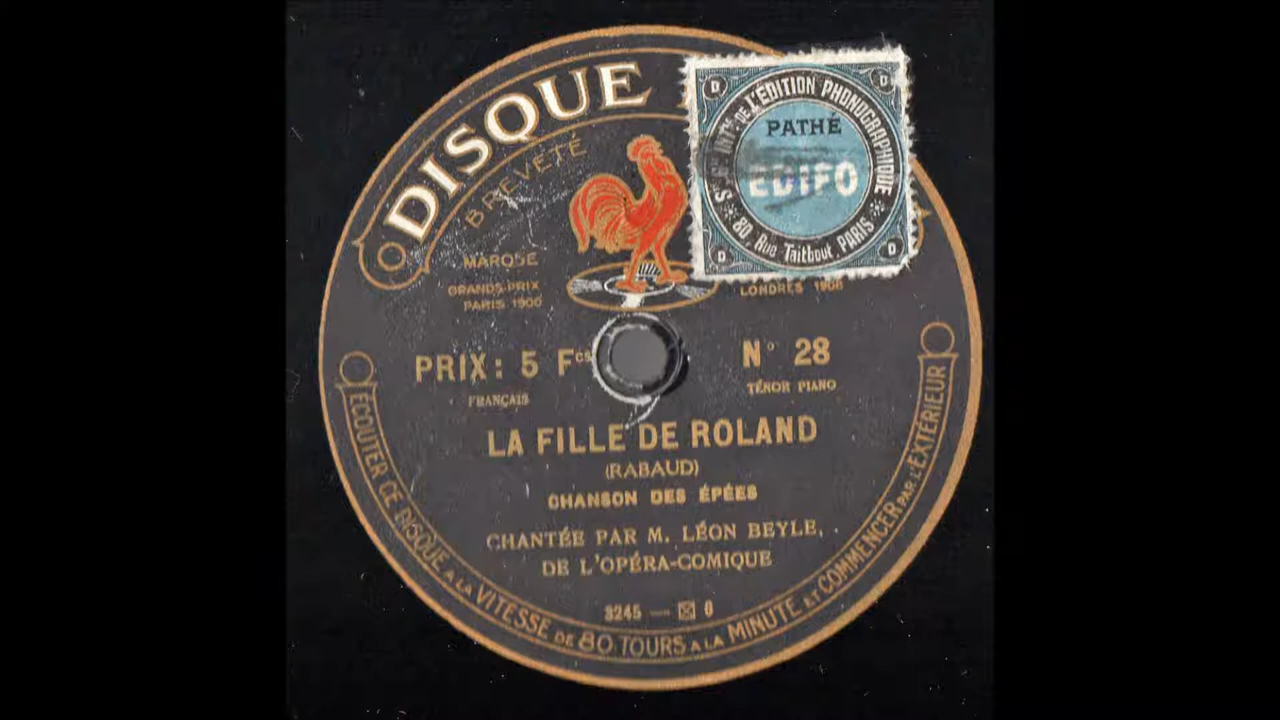 DISQUE
BREVETÉ
MAROSE
GRANDS-PRIX
PARIS 1900
LONDRES 1908
DE L'ÉDITION PHONOGRAPHIQUE
PATHÉ
EDIFO
80, Rue Taitbout, PARIS
D
D
D
D
PRIX: 5 Fcs
N° 28
FRANÇAIS
TÉNOR PIANO
LA FILLE DE ROLAND
(RABAUD)
CHANSON DES ÉPÉES
CHANTÉE PAR M. LÉON BEYLE,
DE L'OPÉRA-COMIQUE
3245
ÉCOUTER CE DISQUE A LA VITESSE DE 80 TOURS A LA MINUTE ET COMMENCER PAR L'EXTÉRIEUR